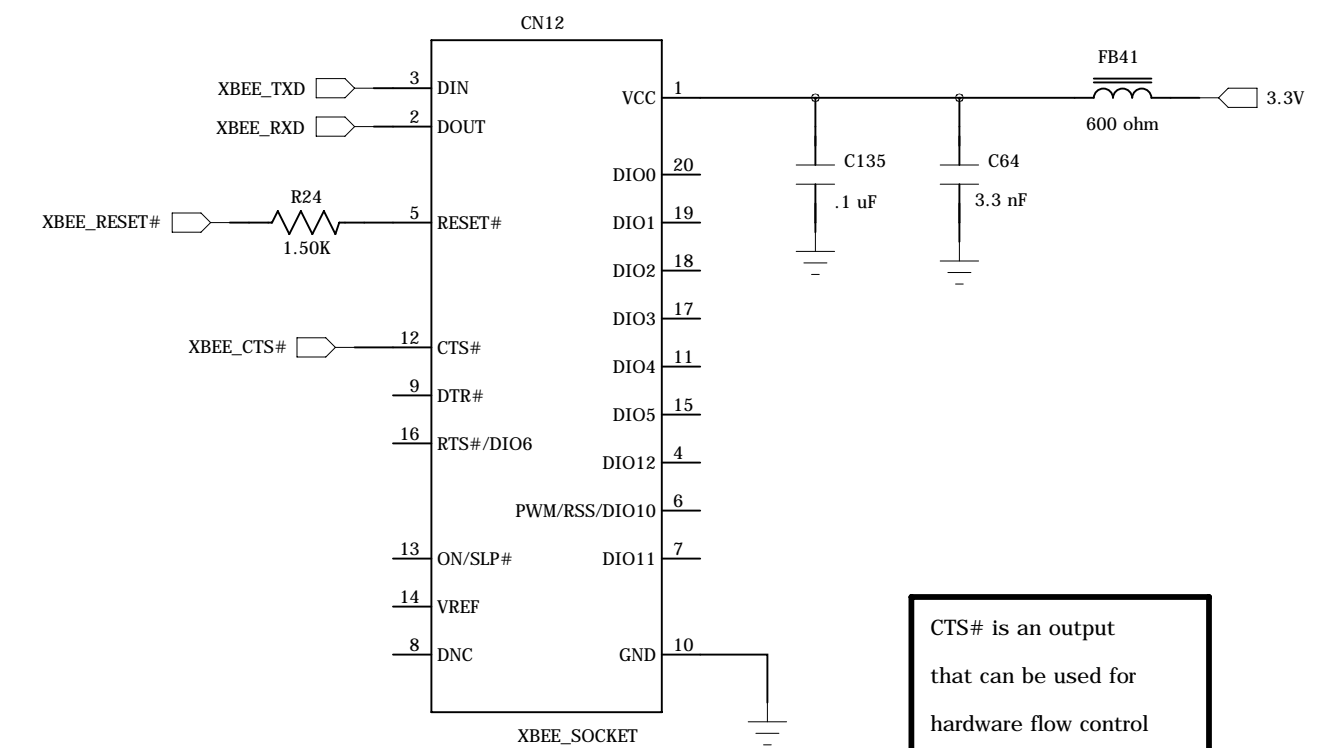 CN12
XBEE_TXD
3
DIN
XBEE_RXD
2
DOUT
R24
XBEE_RESET#
1.50K
5
RESET#
XBEE_CTS#
12
CTS#
9
DTR#
16
RTS#/DIO6
13
ON/SLP#
14
VREF
8
DNC
VCC
1
DIO0
20
DIO1
19
DIO2
18
DIO3
17
DIO4
11
DIO5
15
DIO12
4
PWM/RSS/DIO10
6
DIO11
7
GND
10
XBEE_SOCKET
C135
.1 uF
C64
3.3 nF
FB41
600 ohm
3.3V
CTS# is an output
that can be used for
hardware flow control